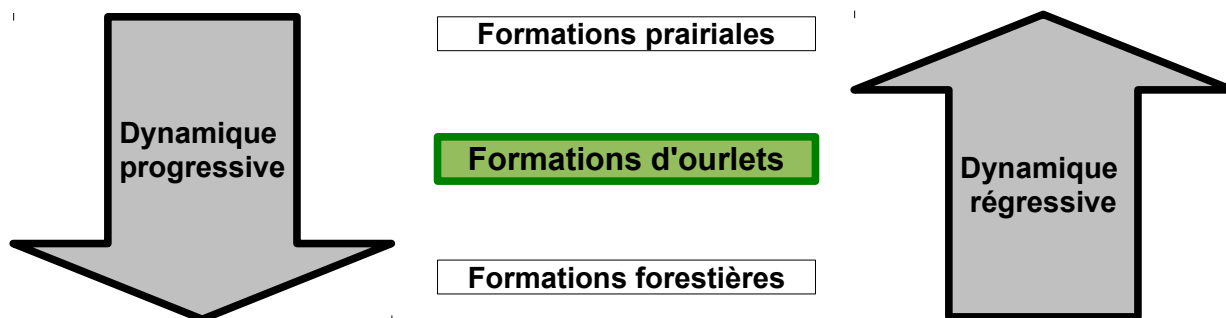 Formations prairiales
Dynamique
progressive
Formations d'ourlets
Dynamique
régressive
Formations forestières